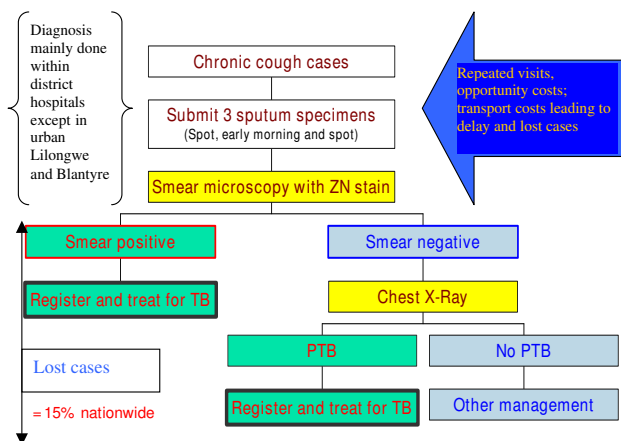 Diagnosis
mainly done
within
district
hospitals
except in
urban
Lilongwe
and Blantyre
Chronic cough cases
Submit 3 sputum specimens
(Spot, early morning and spot)
Smear microscopy with ZN stain
Repeated visits,
opportunity costs;
transport costs leading to
delay and lost cases
Smear positive
Smear negative
Register and treat for TB
Chest X-Ray
PTB
No PTB
Register and treat for TB
Other management
Lost cases
= 15% nationwide